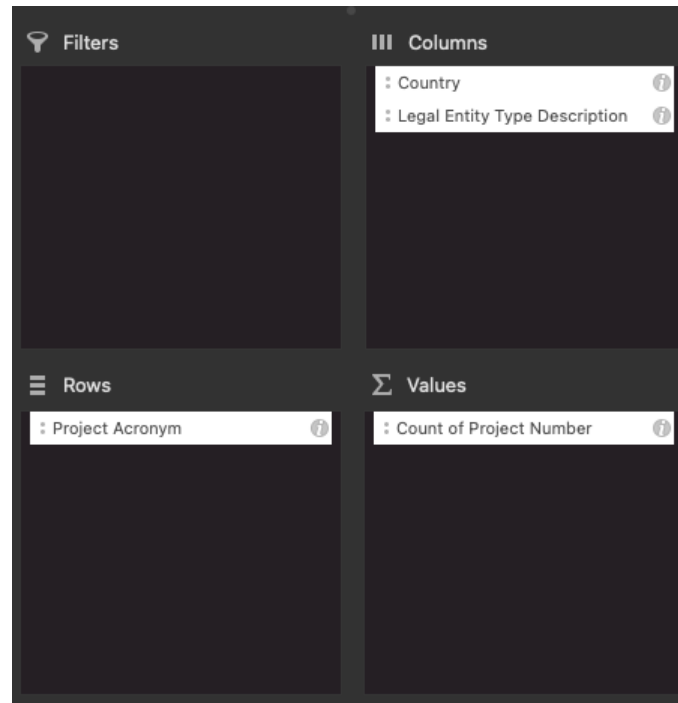 Filters
Columns
Country
Legal Entity Type Description
Rows
Values
Project Acronym
Count of Project Number